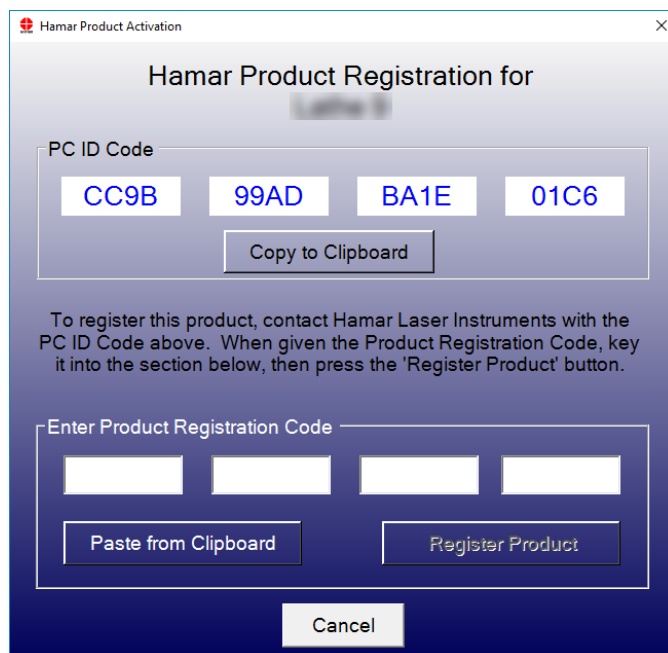 Hamar Product Activation
Hamar Product Registration for
PC ID Code
CC9B 99AD BA1E 01C6
Copy to Clipboard
To register this product, contact Hamar Laser Instruments with the
PC ID Code above. When given the Product Registration Code, key
it into the section below, then press the 'Register Product' button.
Enter Product Registration Code
Paste from Clipboard Register Product
Cancel